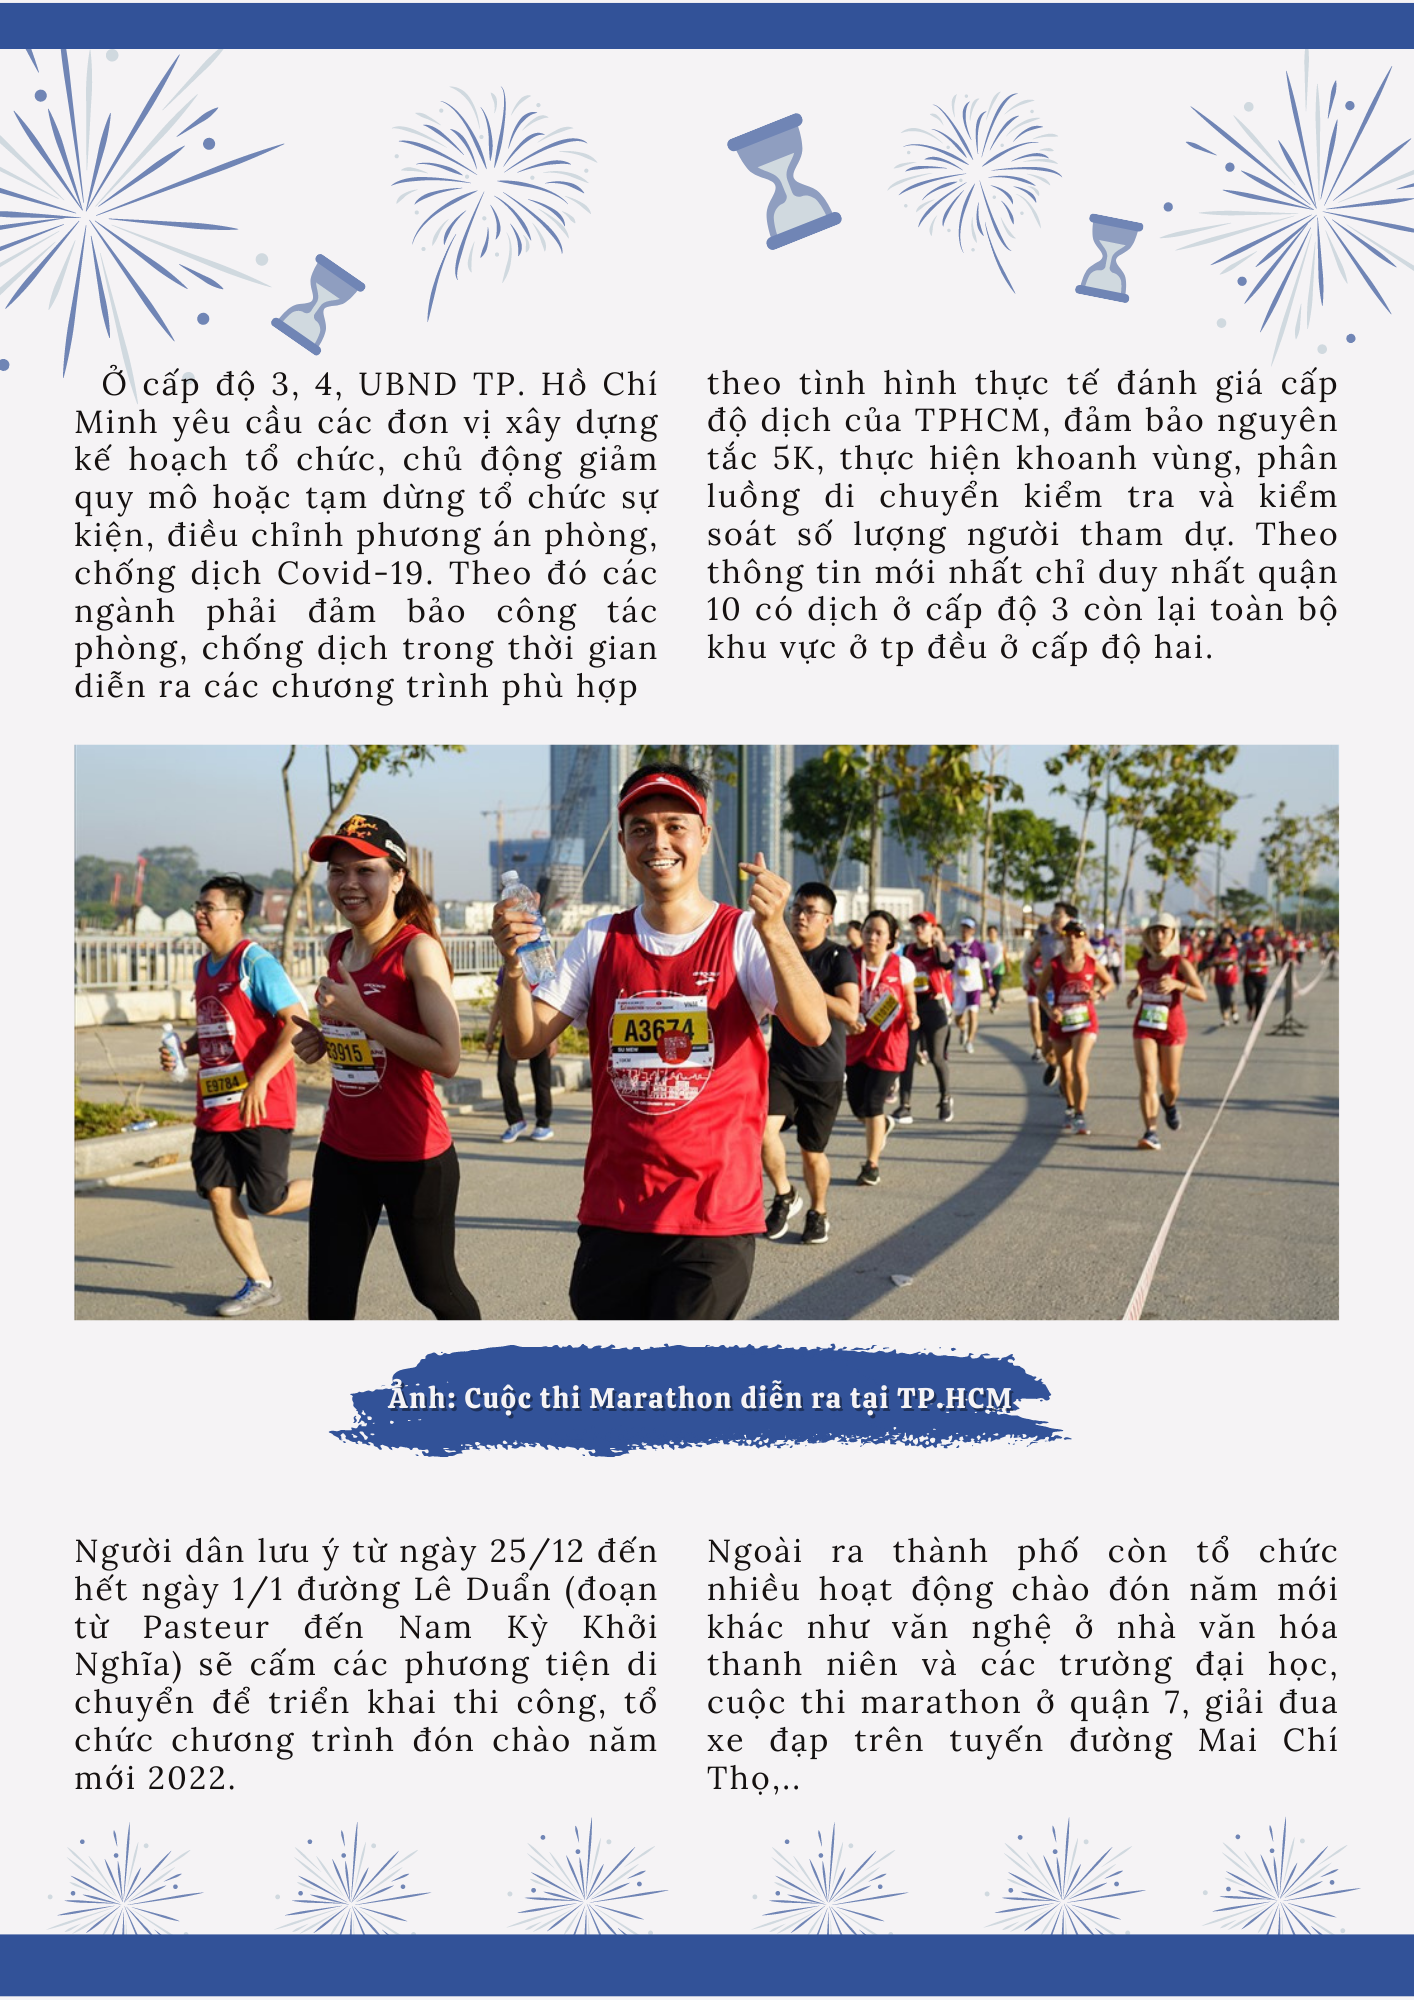 Ở cấp độ 3, 4, UBND TP. Hồ Chí
Minh yêu cầu các đơn vị xây dựng
kế hoạch tổ chức, chủ động giảm
quy mô hoặc tạm dừng tổ chức sự
kiện, điều chỉnh phương án phòng,
chống dịch Covid-19. Theo đó các
ngành phải đảm bảo công tác
phòng, chống dịch trong thời gian
diễn ra các chương trình phù hợp
theo tình hình thực tế đánh giá cấp
độ dịch của TPHCM, đảm bảo nguyên
tắc 5K, thực hiện khoanh vùng, phân
luồng di chuyển kiểm tra và kiểm
soát số lượng người tham dự. Theo
thông tin mới nhất chỉ duy nhất quận
10 có dịch ở cấp độ 3 còn lại toàn bộ
khu vực ở tp đều ở cấp độ hai.
A3674
E3915
E9784
Ảnh: Cuộc thi Marathon diễn ra tại TP.HCM
Người dân lưu ý từ ngày 25/12 đến
hết ngày 1/1 đường Lê Duẩn (đoạn
từ Pasteur đến Nam Kỳ Khởi
Nghĩa) sẽ cấm các phương tiện di
chuyển để triển khai thi công, tổ
chức chương trình đón chào năm
mới 2022.
Ngoài ra thành phố còn tổ chức
nhiều hoạt động chào đón năm mới
khác như văn nghệ ở nhà văn hóa
thanh niên và các trường đại học,
cuộc thi marathon ở quận 7, giải đua
xe đạp trên tuyến đường Mai Chí
Thọ,..